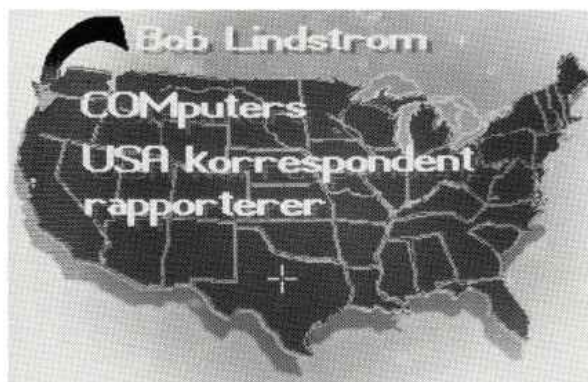 Bob Lindstrom
COMputers
USA korrespondent
rapporterer